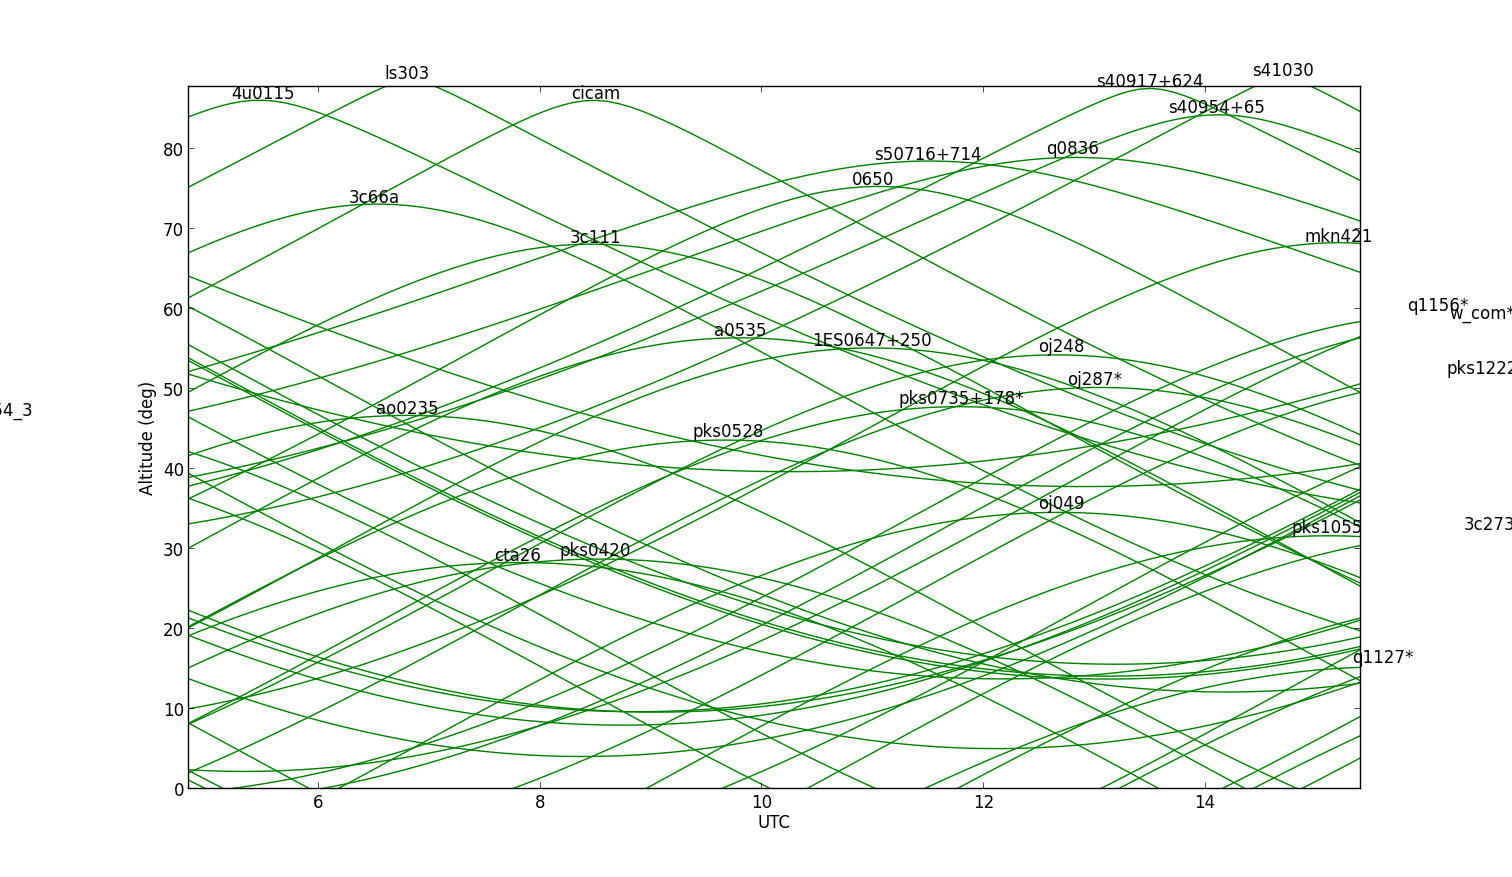 ls303
s41030
4u0115
cicam
s40917+624
s40954+65
80
s50716+714
q0836
0650
3c66a
70
3c111
mkn421
60
q1156*
w_com*
a0535
1ES0647+250
oj248
pks1222
oj287*
50
pks0735+178*
ao0235
54_3
pks0528
Altitude (deg)
40
oj049
3c273
pks1055
30
cta26
pks0420
20
q1127*
10
0
6
8
10
12
14
UTC